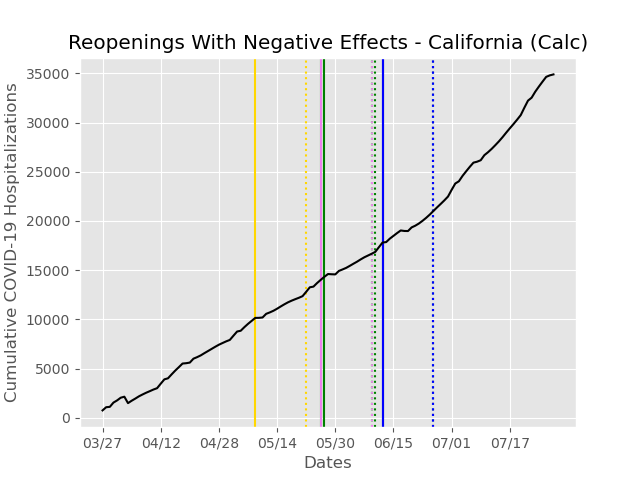 Reopenings With Negative Effects - California (Calc)
Cumulative COVID-19 Hospitalizations
35000
30000
25000
20000
15000
10000
5000
0
03/27 04/12 04/28 05/14 05/30 06/15 07/01 07/17
Dates